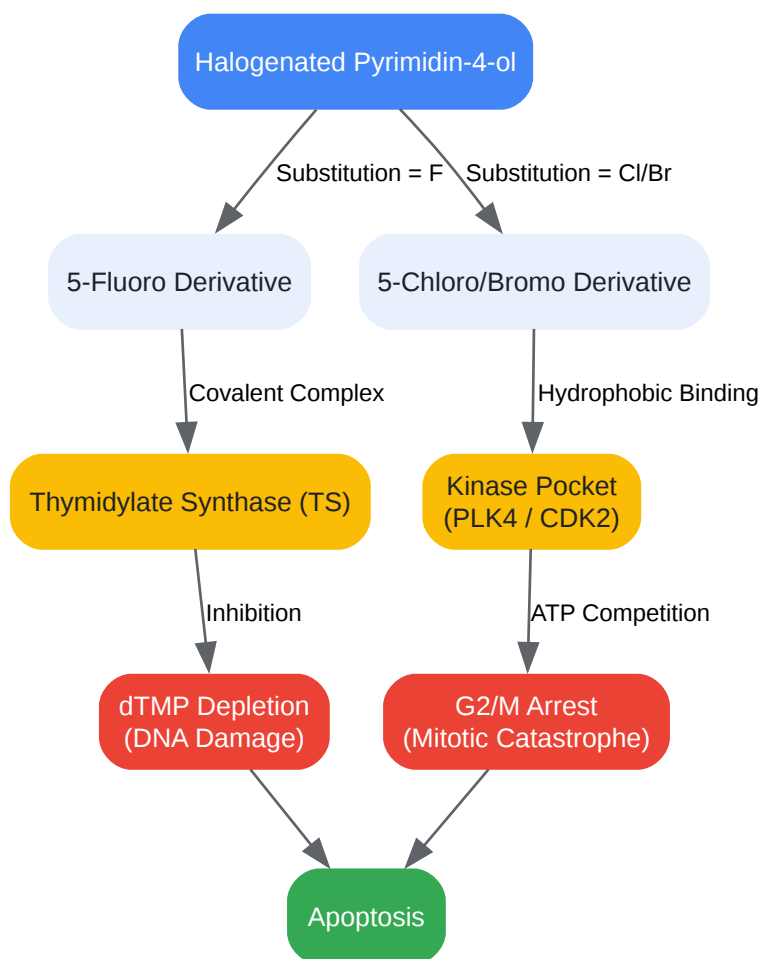 Halogenated Pyrimidin-4-ol
Substitution = F
Substitution = Cl/Br
5-Fluoro Derivative
5-Chloro/Bromo Derivative
Covalent Complex
Hydrophobic Binding
Thymidylate Synthase (TS)
Kinase Pocket
(PLK4 / CDK2)
Inhibition
ATP Competition
dTMP Depletion
(DNA Damage)
G2/M Arrest
(Mitotic Catastrophe)
Apoptosis